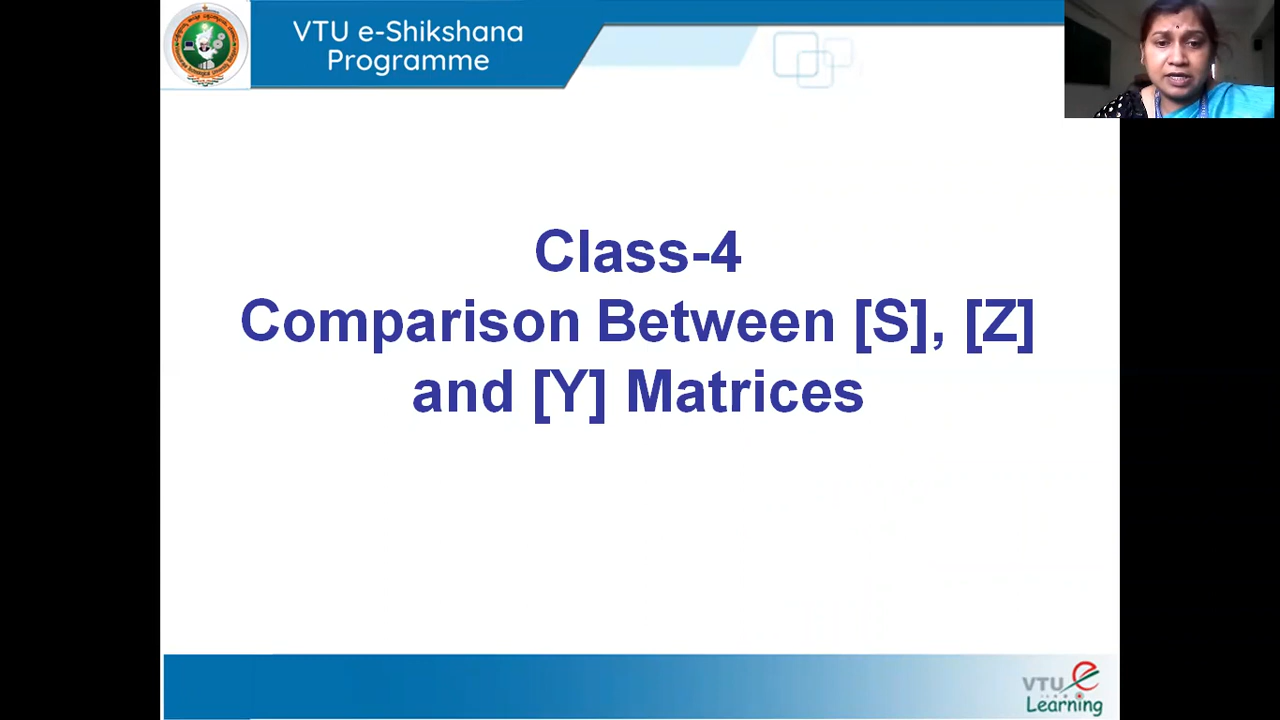 VTU e-Shikshana
Programme
Class-4
Comparison Between [S], [Z]
and [Y] Matrices
VTU e
Learning